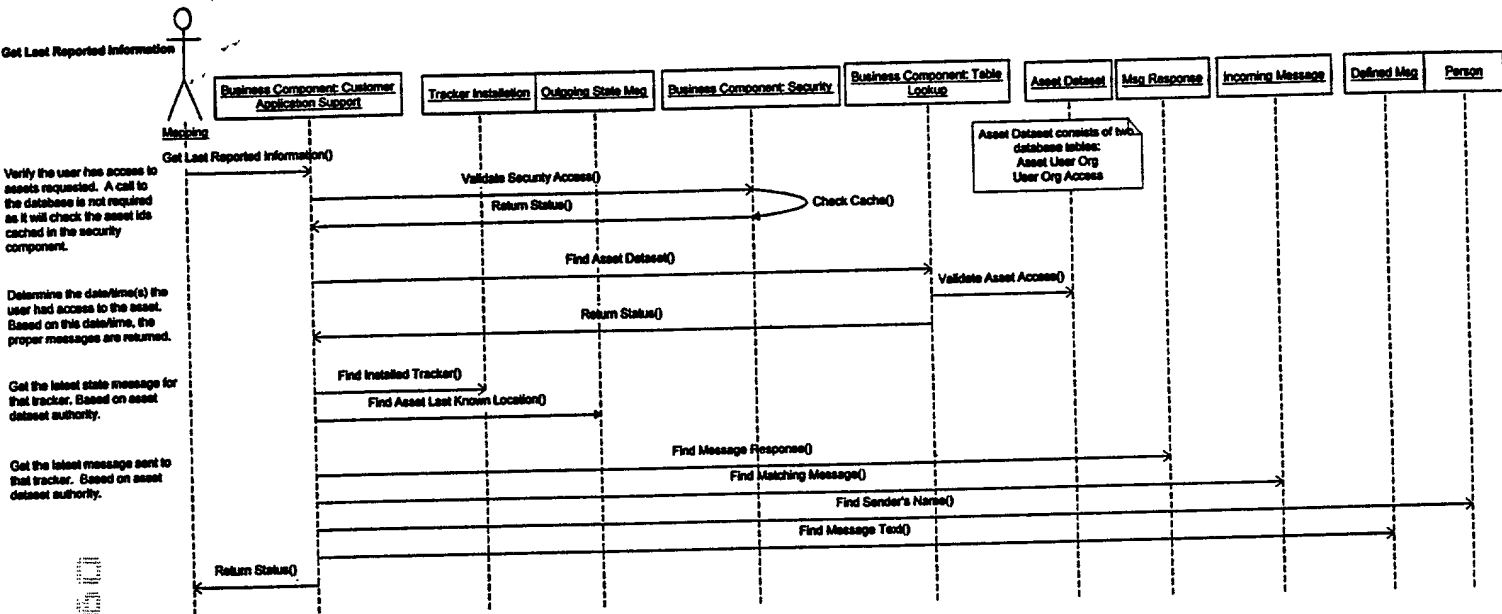 Get Last Reported Information
Business Component: Customer
Application Support
Tracker Installation
Outgoing State Msg
Business Component: Security
Business Component: Table
Lookup
Asset Dataset
Msg Response
Incoming Message
Defined Msg
Person
Mapping
Asset Dataset consists of two
database tables:
Asset User Org
User Org Access
Get Last Reported Information()
Verify the user has access to
assets requested. A call to
the database is not required
as it will check the asset ids
cached in the security
component.
Validate Security Access()
Return Status()
Check Cache()
Find Asset Dataset()
Validate Asset Access()
Determine the date/time(s) the
user had access to the asset.
Based on this date/time, the
proper messages are returned.
Return Status()
Find Installed Tracker()
Get the latest state message for
that tracker. Based on asset
dataset authority.
Find Asset Last Known Location()
Find Message Response()
Get the latest message sent to
that tracker. Based on asset
dataset authority.
Find Matching Message()
Find Sender's Name()
Find Message Text()
Return Status()